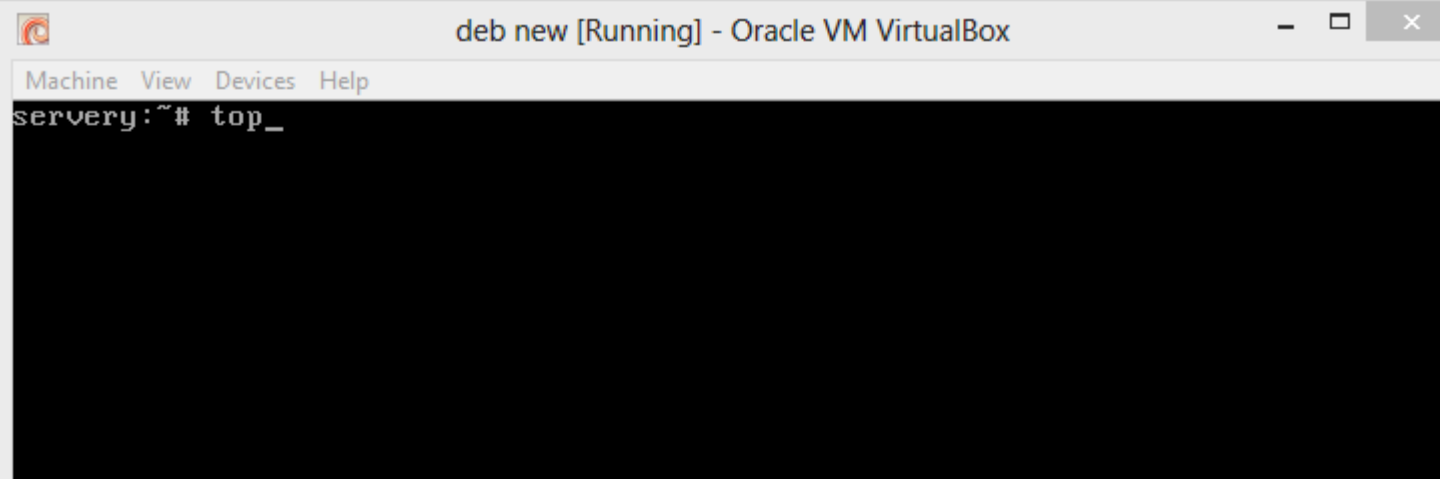 deb new [Running] - Oracle VM VirtualBox
Machine View Devices Help
servery:~# top_